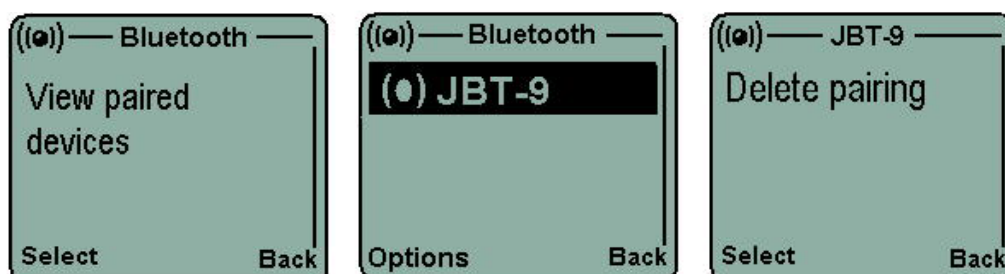 Bluetooth
View paired
devices
Select Back
Bluetooth
JBT-9
Options Back
JBT-9
Delete pairing
Select Back